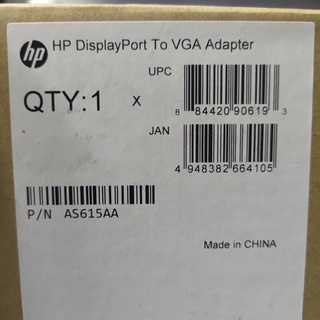 hp HP DisplayPort To VGA Adapter
UPC
QTY:1 X
8 84420 90619 3
JAN
4 948382 664105
P/N AS615AA
Made in CHINA